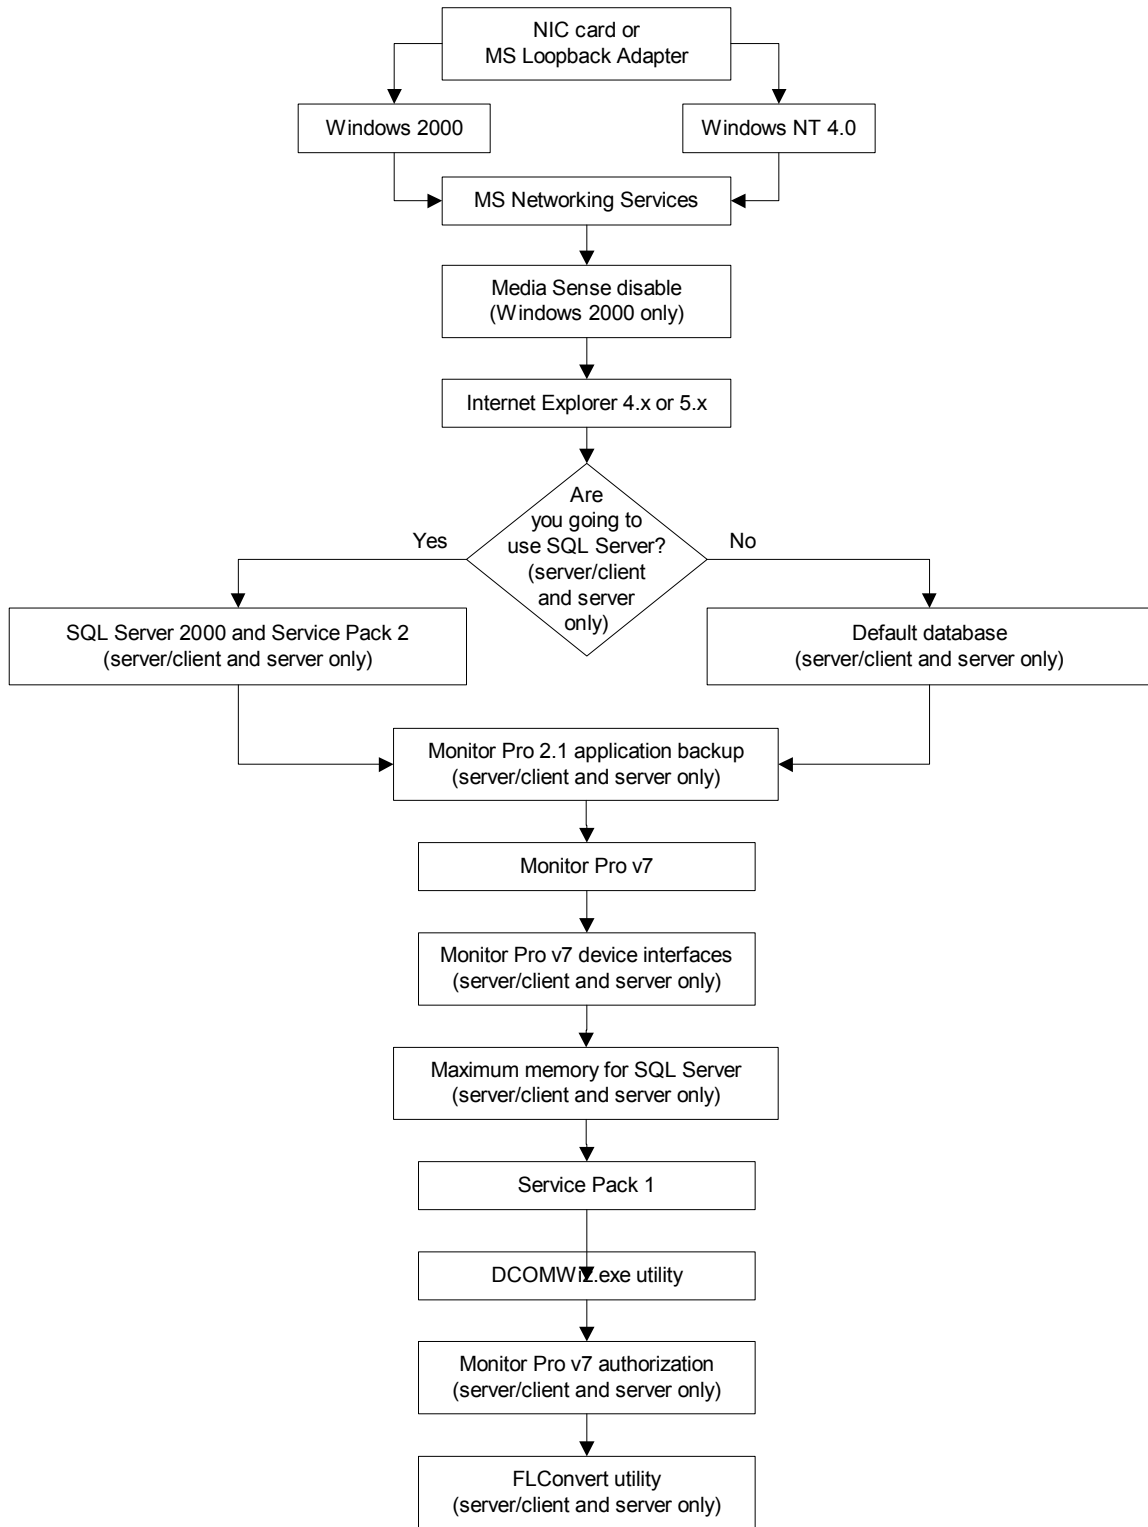 NIC card or
MS Loopback Adapter
Windows 2000
Windows NT 4.0
MS Networking Services
Media Sense disable
(Windows 2000 only)
Internet Explorer 4.x or 5.x
Are
you going to
use SQL Server?
(server/client
and server
only)
Yes
No
SQL Server 2000 and Service Pack 2
(server/client and server only)
Default database
(server/client and server only)
Monitor Pro 2.1 application backup
(server/client and server only)
Monitor Pro v7
Monitor Pro v7 device interfaces
(server/client and server only)
Maximum memory for SQL Server
(server/client and server only)
Service Pack 1
DCOMWiz.exe utility
Monitor Pro v7 authorization
(server/client and server only)
FLConvert utility
(server/client and server only)